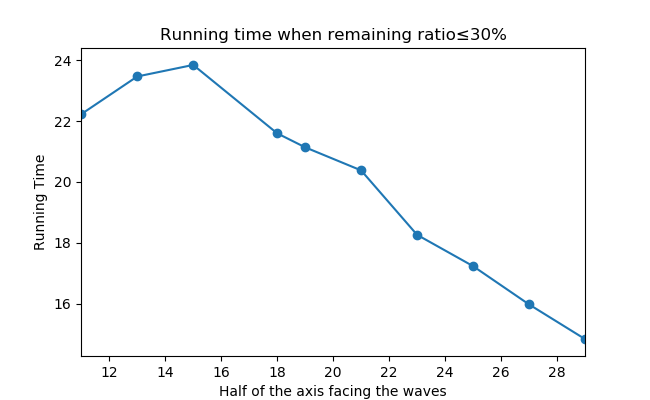 Running time when remaining ratio≤30%
24
22
20
18
16
Running Time
12 14 16 18 20 22 24 26 28
Half of the axis facing the waves